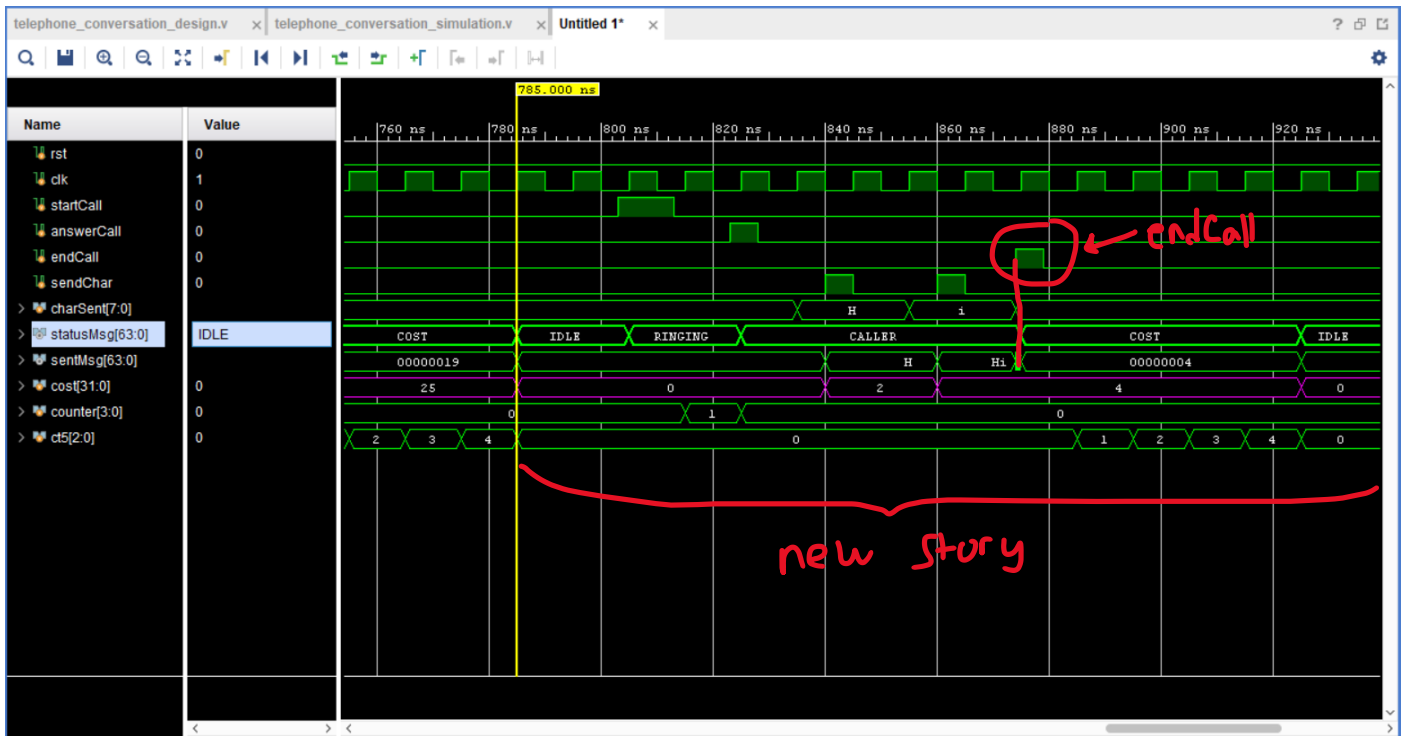 telephone_conversation_design.v × telephone_conversation_simulation.v × Untitled 1* ×
785.000 ns
Name Value
760 ns 780 ns 800 ns 820 ns 840 ns 860 ns 880 ns 900 ns 920 ns
rst 0
clk 1
startCall 0
answerCall 0
endCall 0
endCall
sendChar 0
charSent[7:0] H i
statusMsg[63:0] IDLE COST IDLE RINGING CALLER COST IDLE
sentMsg[63:0] 00000019 H Hi 00000004
cost[31:0] 0 25 0 2 4 0
counter[3:0] 0 0 1 0
ct5[2:0] 0 2 3 4 0 1 2 3 4 0
new story